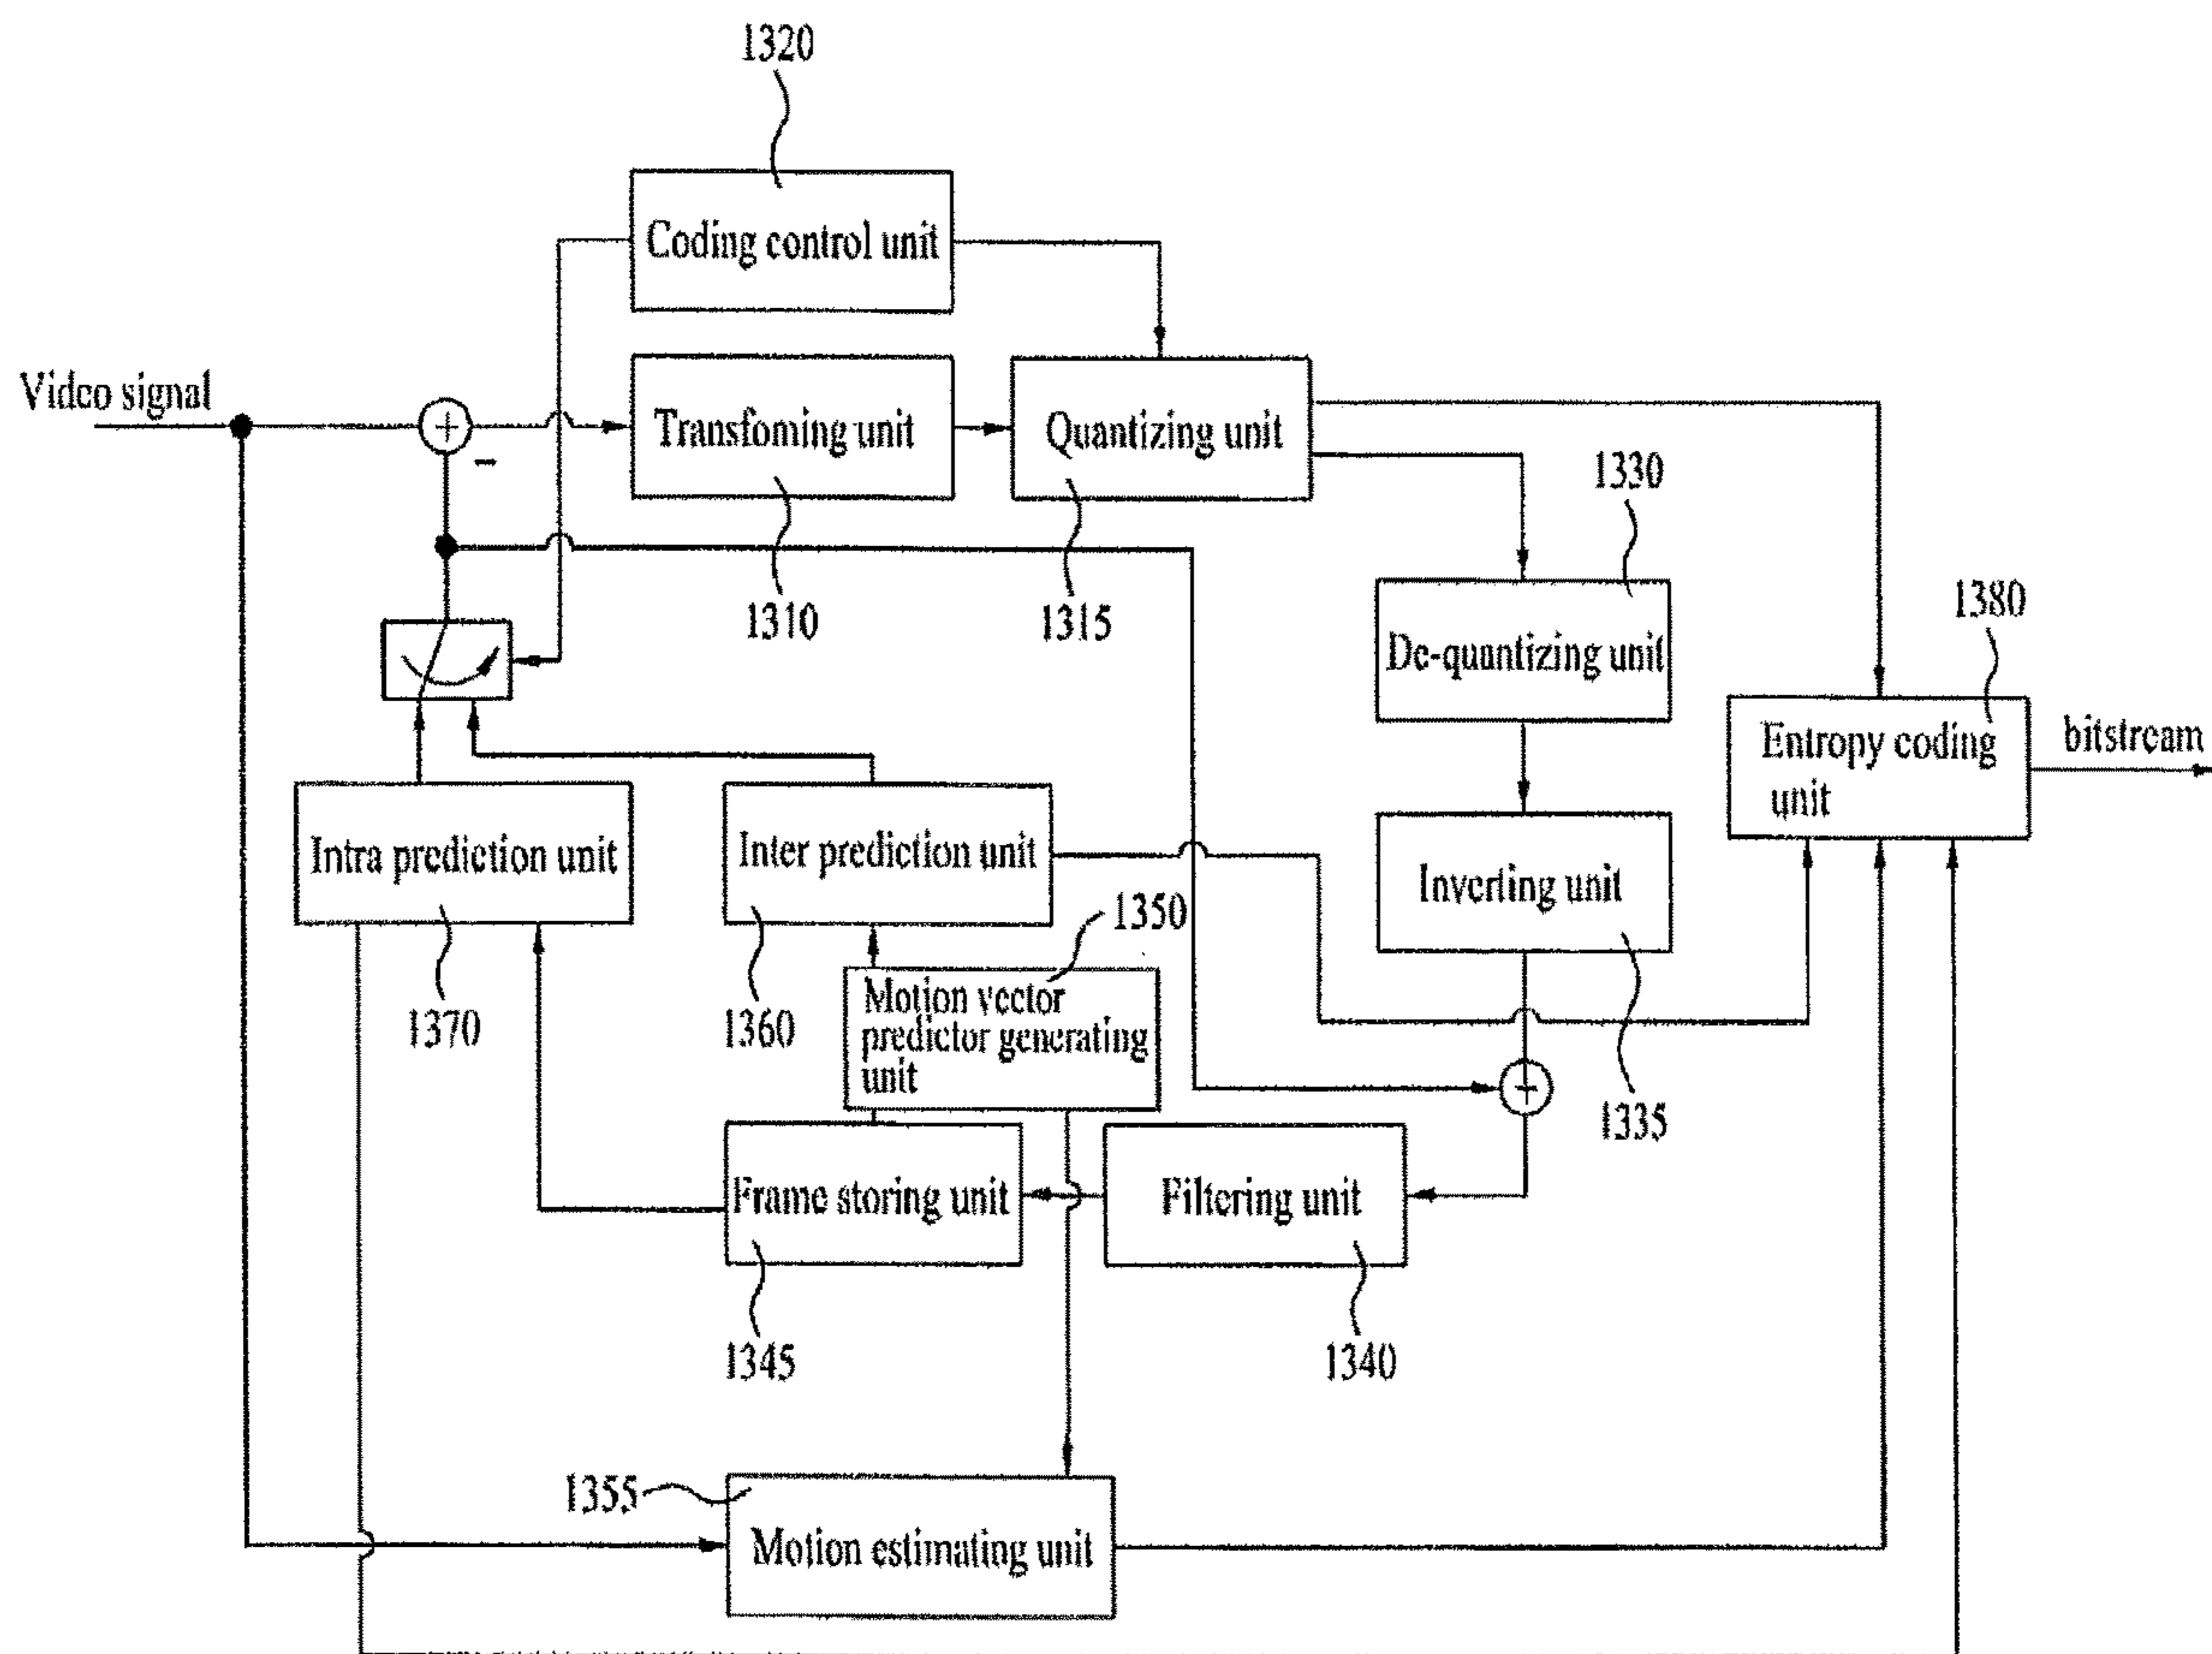 1320
Coding control unit
Video signal
+
-
Transfoming unit
Quantizing unit
1310
1315
1330
De-quantizing unit
1380
Entropy coding
unit
bitstream
Intra prediction unit
Inter prediction unit
Inverting unit
1370
1360
1350
Motion vector
predictor generating
unit
+
1335
Frame storing unit
Filtering unit
1345
1340
1355
Motion estimating unit